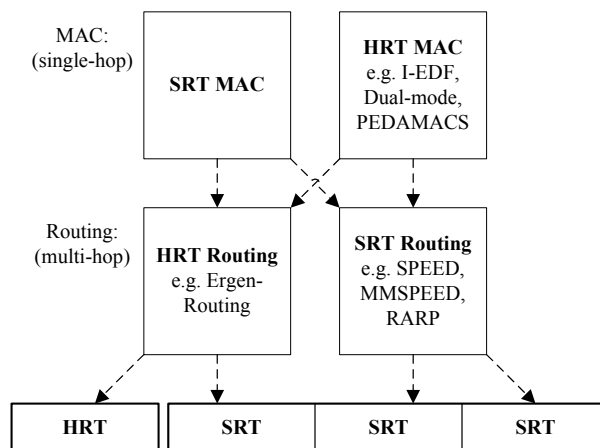 MAC:
(single-hop)
SRT MAC
HRT MAC
e.g. I-EDF,
Dual-mode,
PEDAMACS
Routing:
(multi-hop)
HRT Routing
e.g. Ergen-
Routing
SRT Routing
e.g. SPEED,
MMSPEED,
RARP
HRT
SRT
SRT
SRT